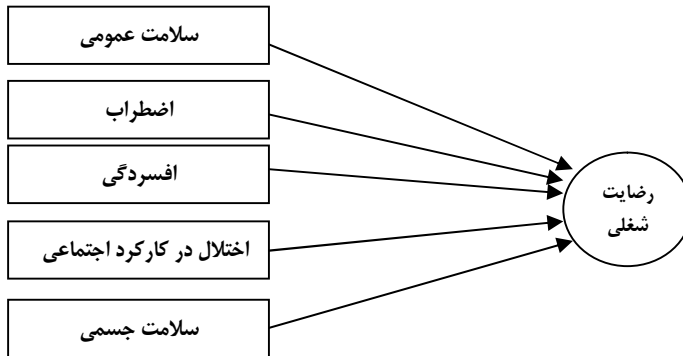 سلامت عمومی
اضطراب
افسردگی
اختلال در کارکرد اجتماعی
سلامت جسمی
رضایت
شغلی